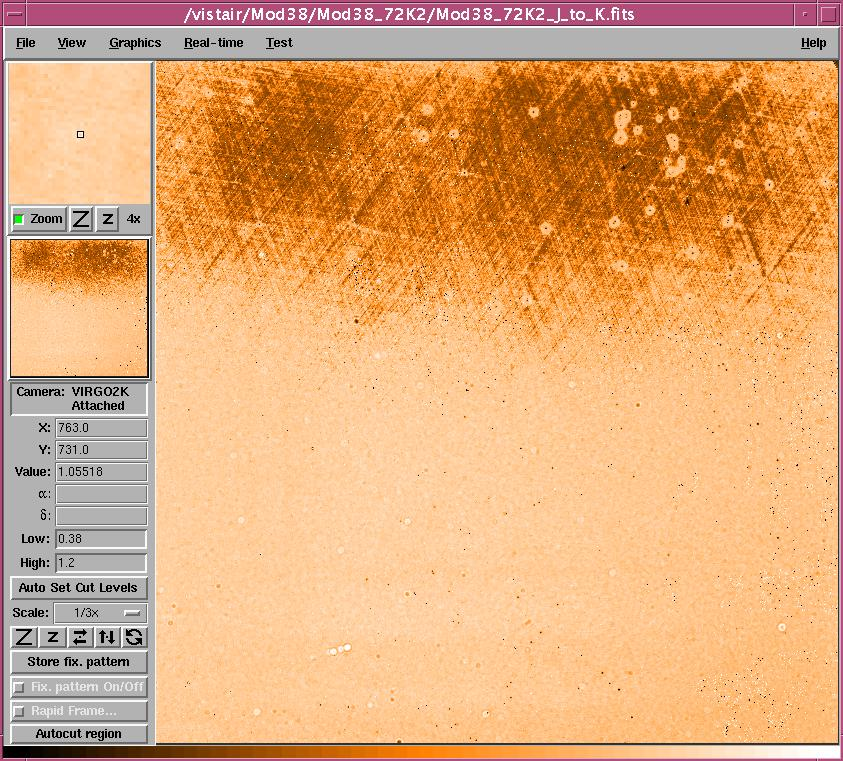 /vistair/Mod38/Mod38_72K2/Mod38_72K2_J_to_K.fits
File View Graphics Real-time Test Help
Zoom Z z 4x
Camera: VIRGO2K
Attached
X: 763.0
Y: 731.0
Value: 1.05518
α:
δ:
Low: 0.38
High: 1.2
Auto Set Cut Levels
Scale: 1/3x
Z z
Store fix. pattern
Fix. pattern On/Off
Rapid Frame...
Autocut region